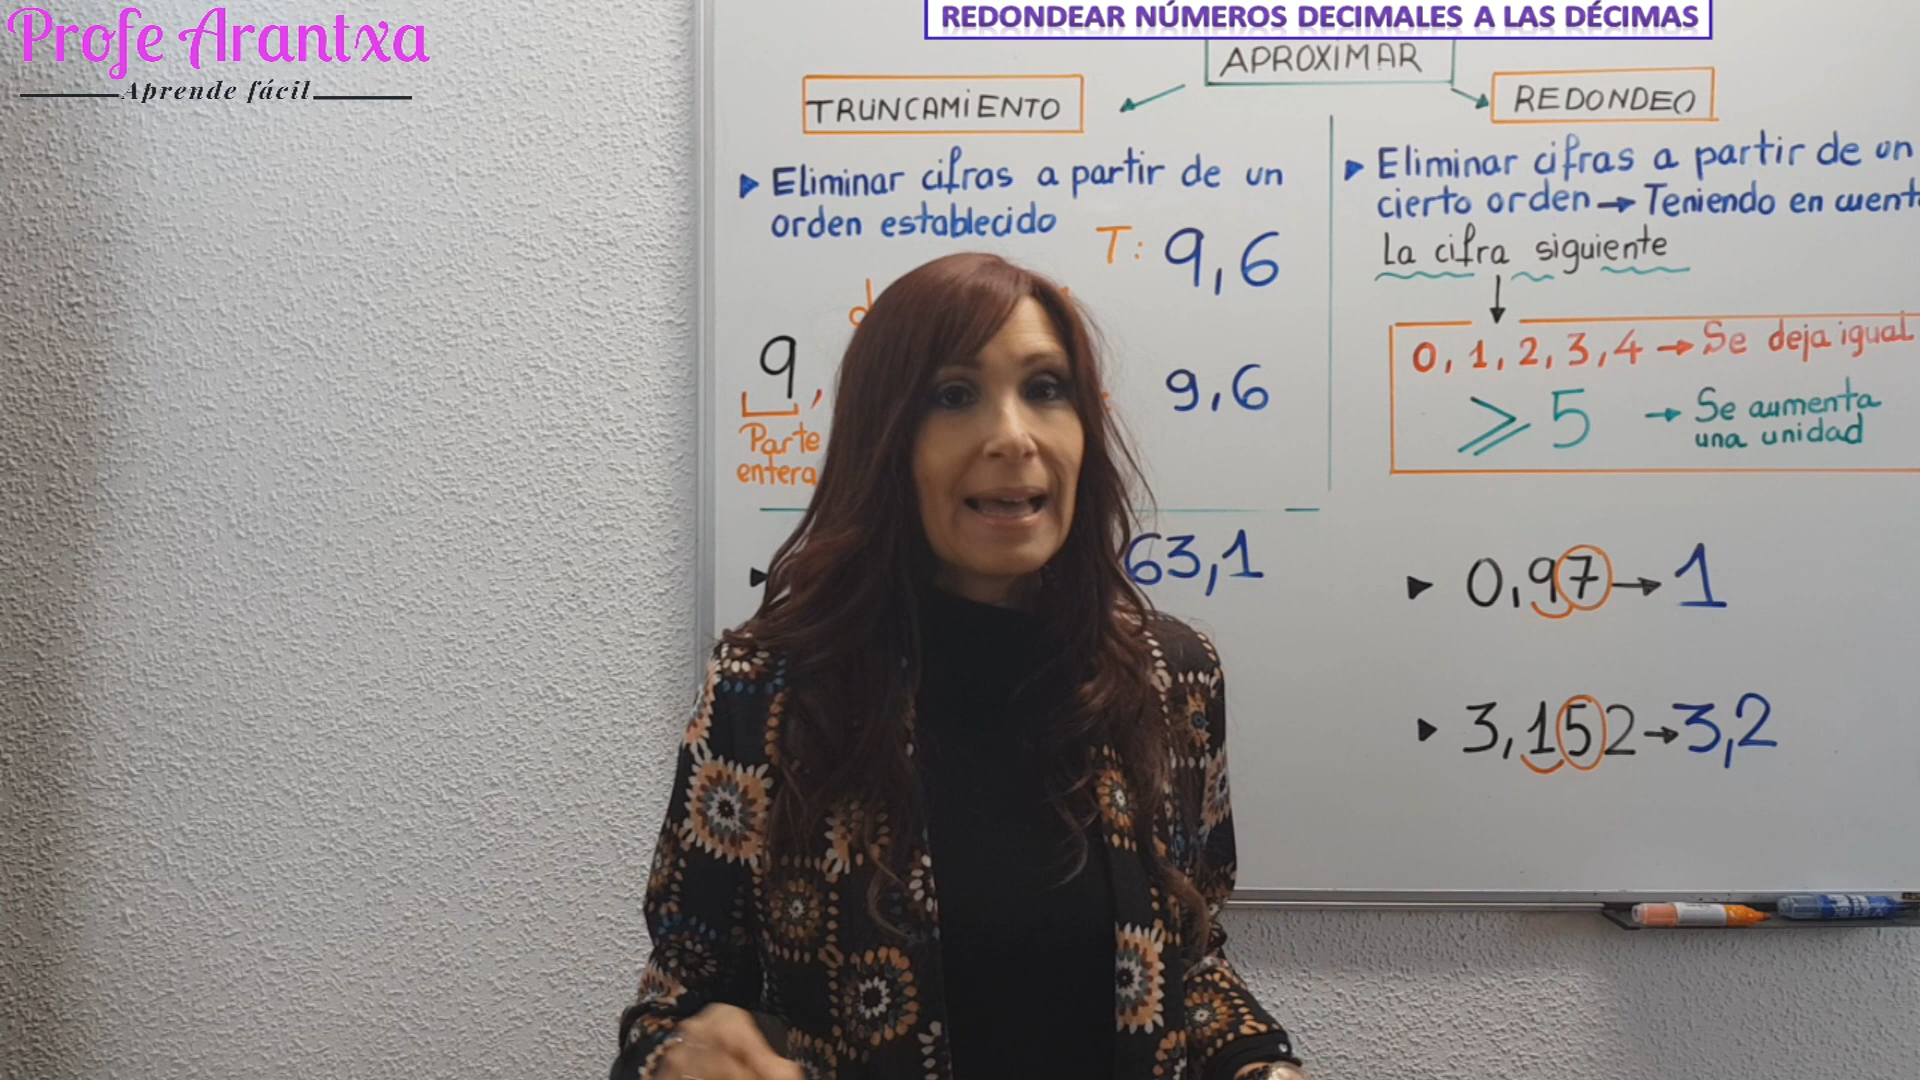 Profe Arantxa
Aprende fácil
REDONDEAR NÚMEROS DECIMALES A LAS DÉCIMAS
APROXIMAR
TRUNCAMIENTO
▸ Eliminar cifras a partir de un
orden establecido
T: 9,6
9,
9,6
Parte
entera
63,1
REDONDEO
▸ Eliminar cifras a partir de un
cierto orden → Teniendo en
La cifra siguiente
0, 1, 2, 3, 4 → Se deja igual
⩾ 5 → Se aumenta
una unidad
▸ 0,97 → 1
▸ 3,152 → 3,2